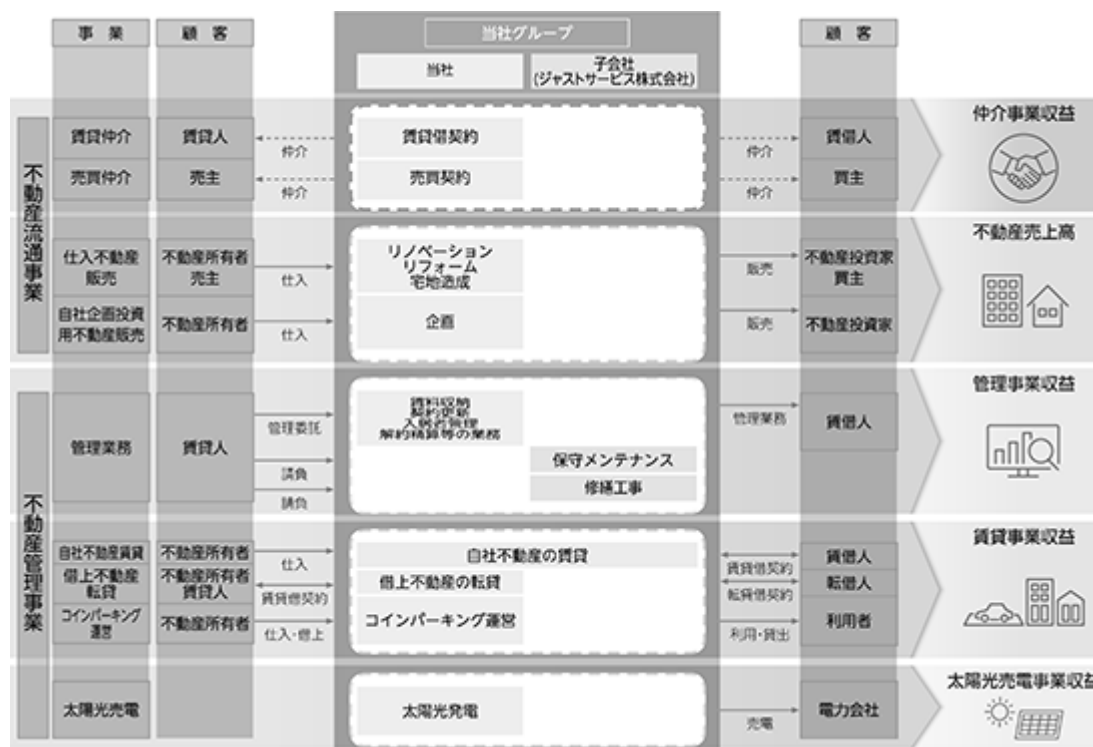 事業
顧客
当社グループ
顧客
当社
子会社
(ジャストサービス株式会社)
不動産流通事業
賃貸仲介
賃貸人
仲介
賃貸借契約
仲介
賃借人
仲介事業収益
売買仲介
売主
仲介
売買契約
仲介
買主
仕入不動産
販売
不動産所有者
売主
仕入
リノベーション
リフォーム
宅地造成
販売
不動産投資家
買主
不動産売上高
自社企画投資
用不動産販売
不動産所有者
仕入
企画
販売
不動産投資家
不動産管理事業
管理業務
賃貸人
管理委託
請負
請負
賃料収納
契約更新
入居者管理
解約精算等の業務
保守メンテナンス
修繕工事
管理業務
賃借人
管理事業収益
自社不動産賃貸
不動産所有者
仕入
自社不動産の賃貸
賃貸借契約
賃借人
賃貸事業収益
借上不動産
転貸
不動産所有者
賃貸人
賃貸借契約
借上不動産の転貸
転貸借契約
転借人
コインパーキング
運営
不動産所有者
仕入・借上
コインパーキング運営
利用・貸出
利用者
太陽光売電
太陽光発電
売電
電力会社
太陽光売電事業収益